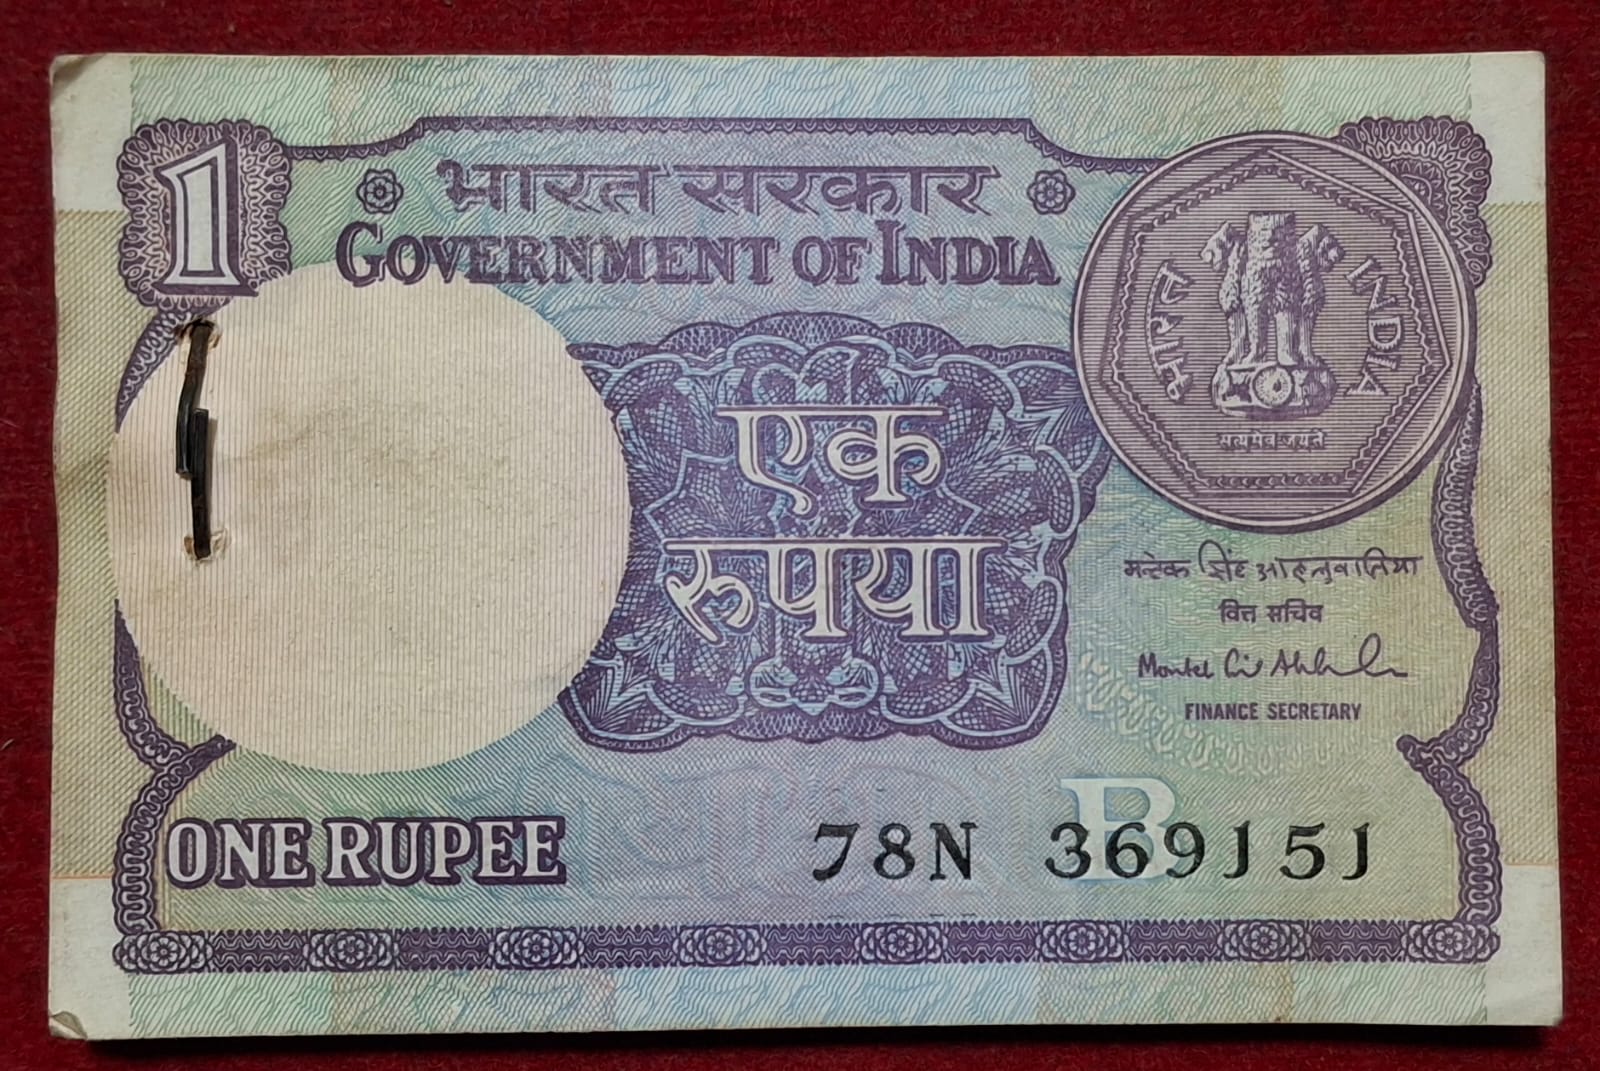 1
भारत सरकार
GOVERNMENT OF INDIA
भारत INDIA
सत्यमेव जयते
एक
रुपया
मन्टेक सिंह आहलुवालिया
वित्त सचिव
FINANCE SECRETARY
B
ONE RUPEE
78N 369151